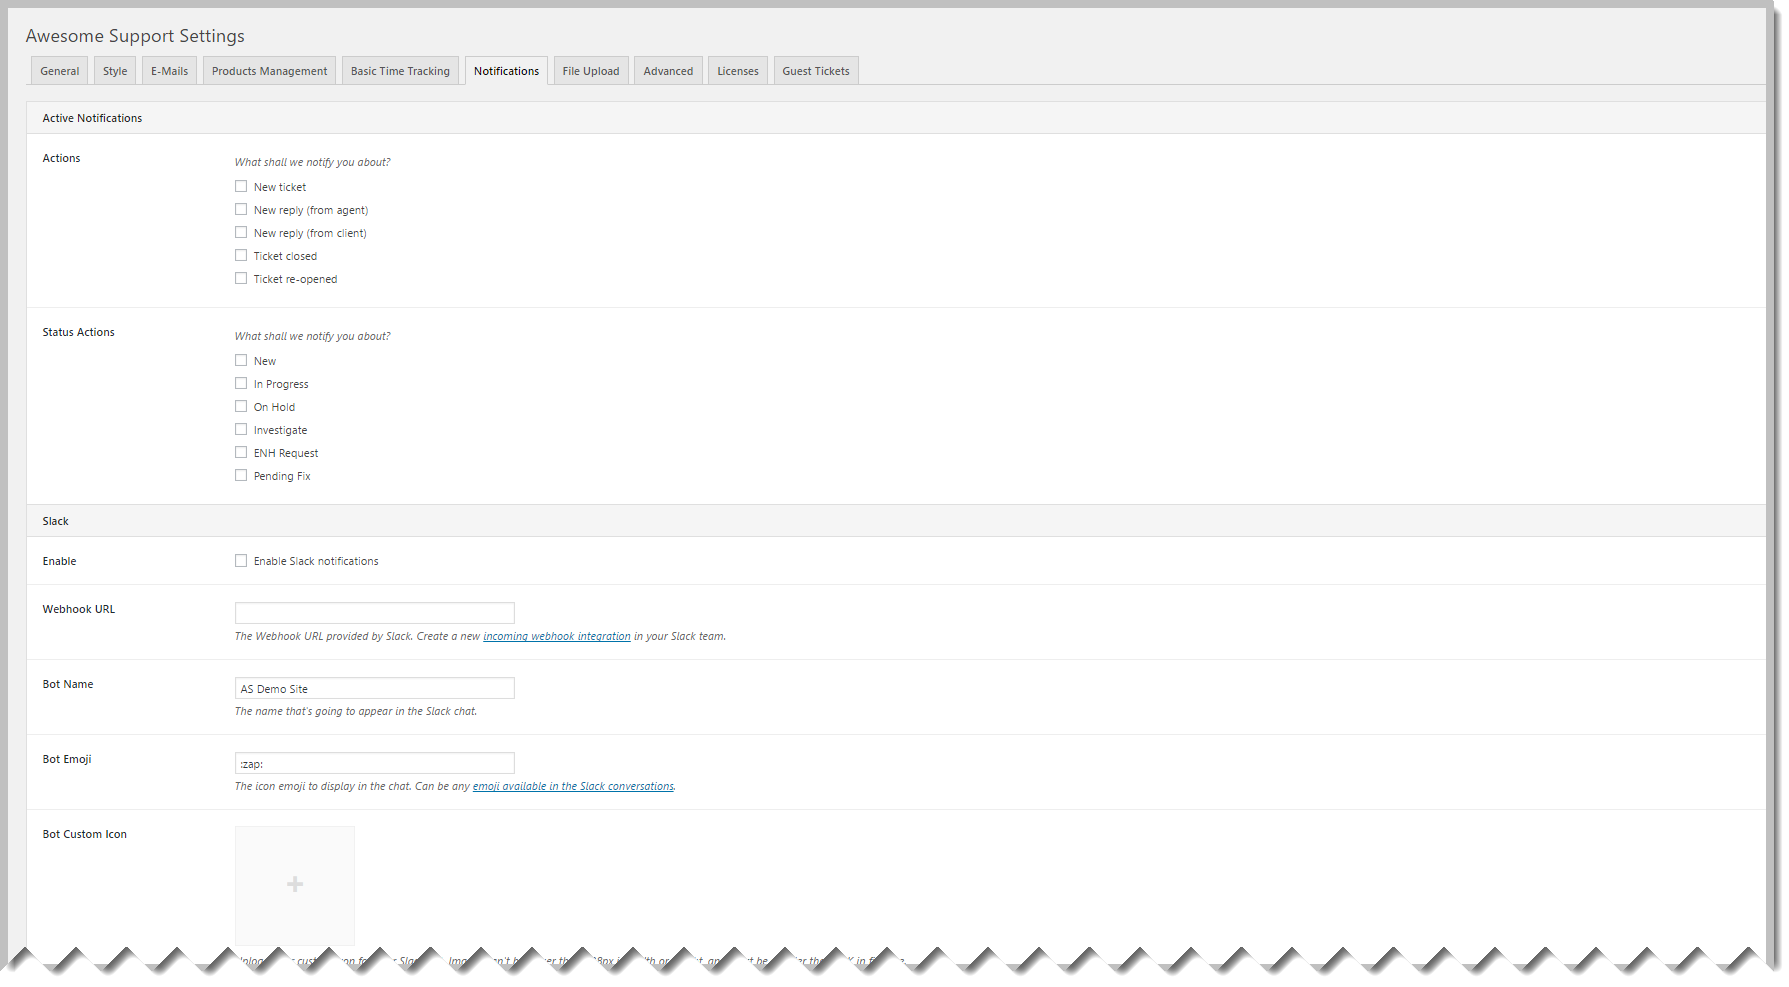 Awesome Support Settings
General Style E-Mails Products Management Basic Time Tracking Notifications File Upload Advanced Licenses Guest Tickets
Active Notifications
Actions
What shall we notify you about?
New ticket
New reply (from agent)
New reply (from client)
Ticket closed
Ticket re-opened
Status Actions
What shall we notify you about?
New
In Progress
On Hold
Investigate
ENH Request
Pending Fix
Slack
Enable
Enable Slack notifications
Webhook URL
The Webhook URL provided by Slack. Create a new incoming webhook integration in your Slack team.
Bot Name
AS Demo Site
The name that's going to appear in the Slack chat.
Bot Emoji
:zap:
The icon emoji to display in the chat. Can be any emoji available in the Slack conversations.
Bot Custom Icon